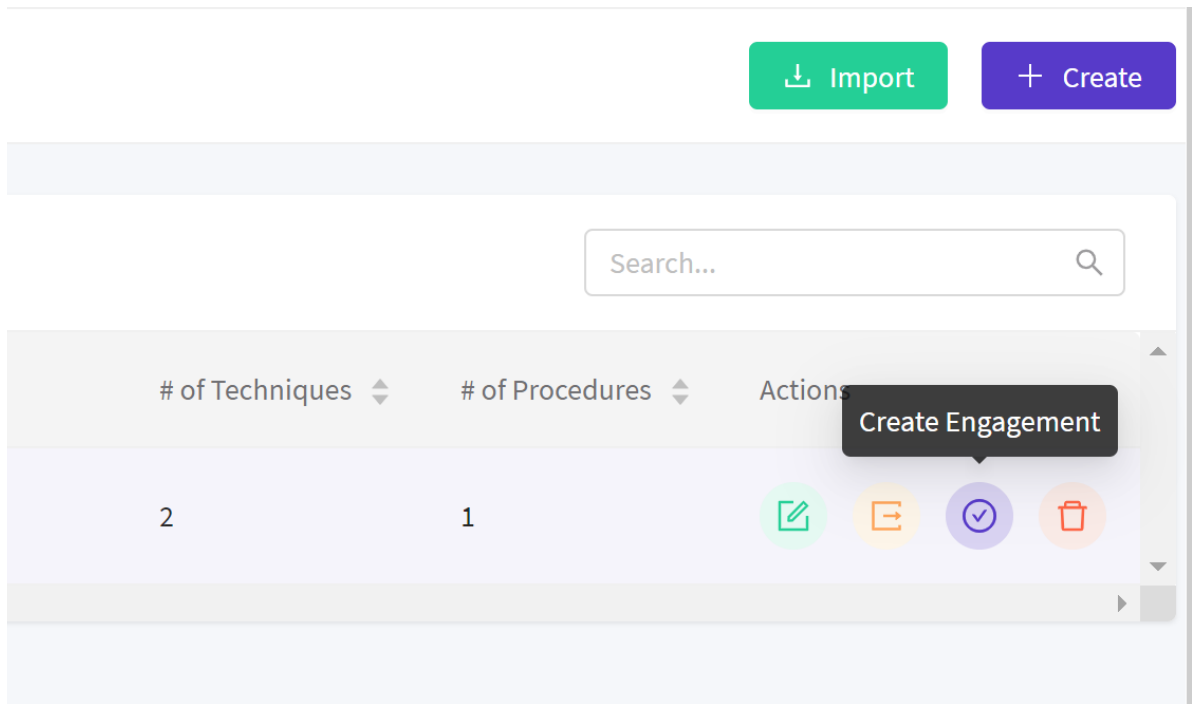 Import
Create
Search...
# of Techniques
# of Procedures
Actions
Create Engagement
2
1